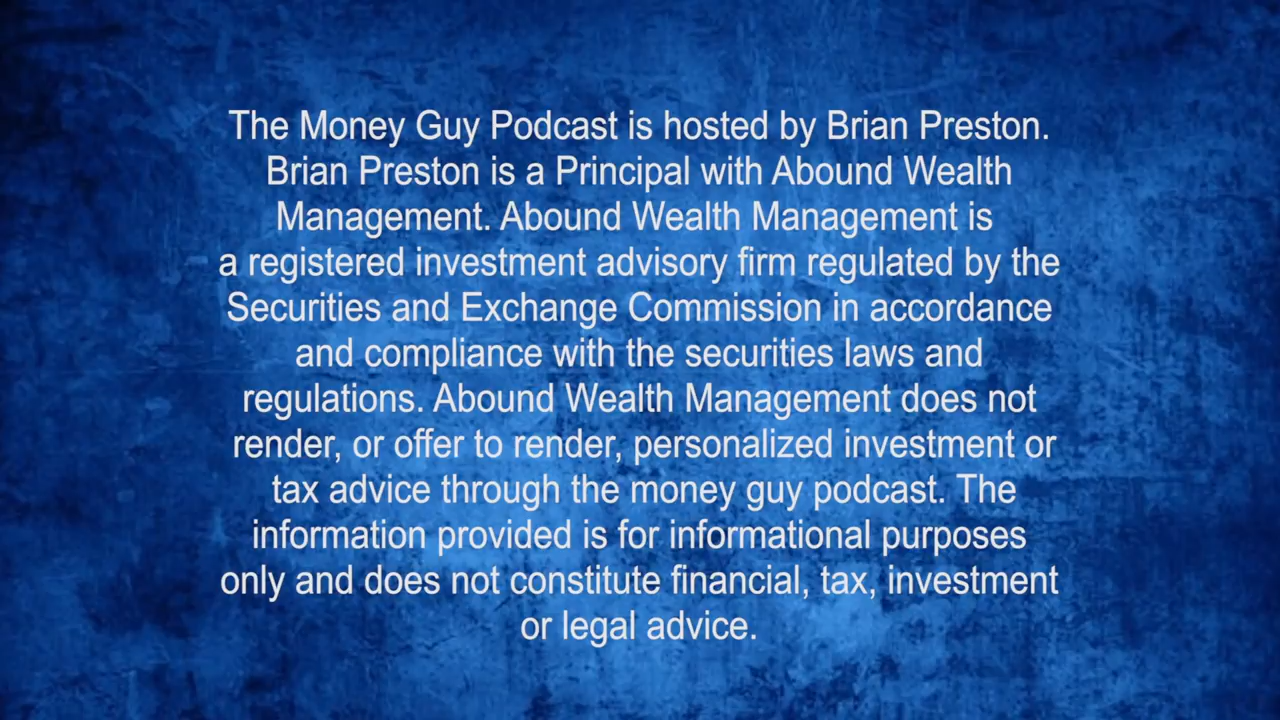 The Money Guy Podcast is hosted by Brian Preston.
Brian Preston is a Principal with Abound Wealth
Management. Abound Wealth Management is
a registered investment advisory firm regulated by the
Securities and Exchange Commission in accordance
and compliance with the securities laws and
regulations. Abound Wealth Management does not
render, or offer to render, personalized investment or
tax advice through the money guy podcast. The
information provided is for informational purposes
only and does not constitute financial, tax, investment
or legal advice.